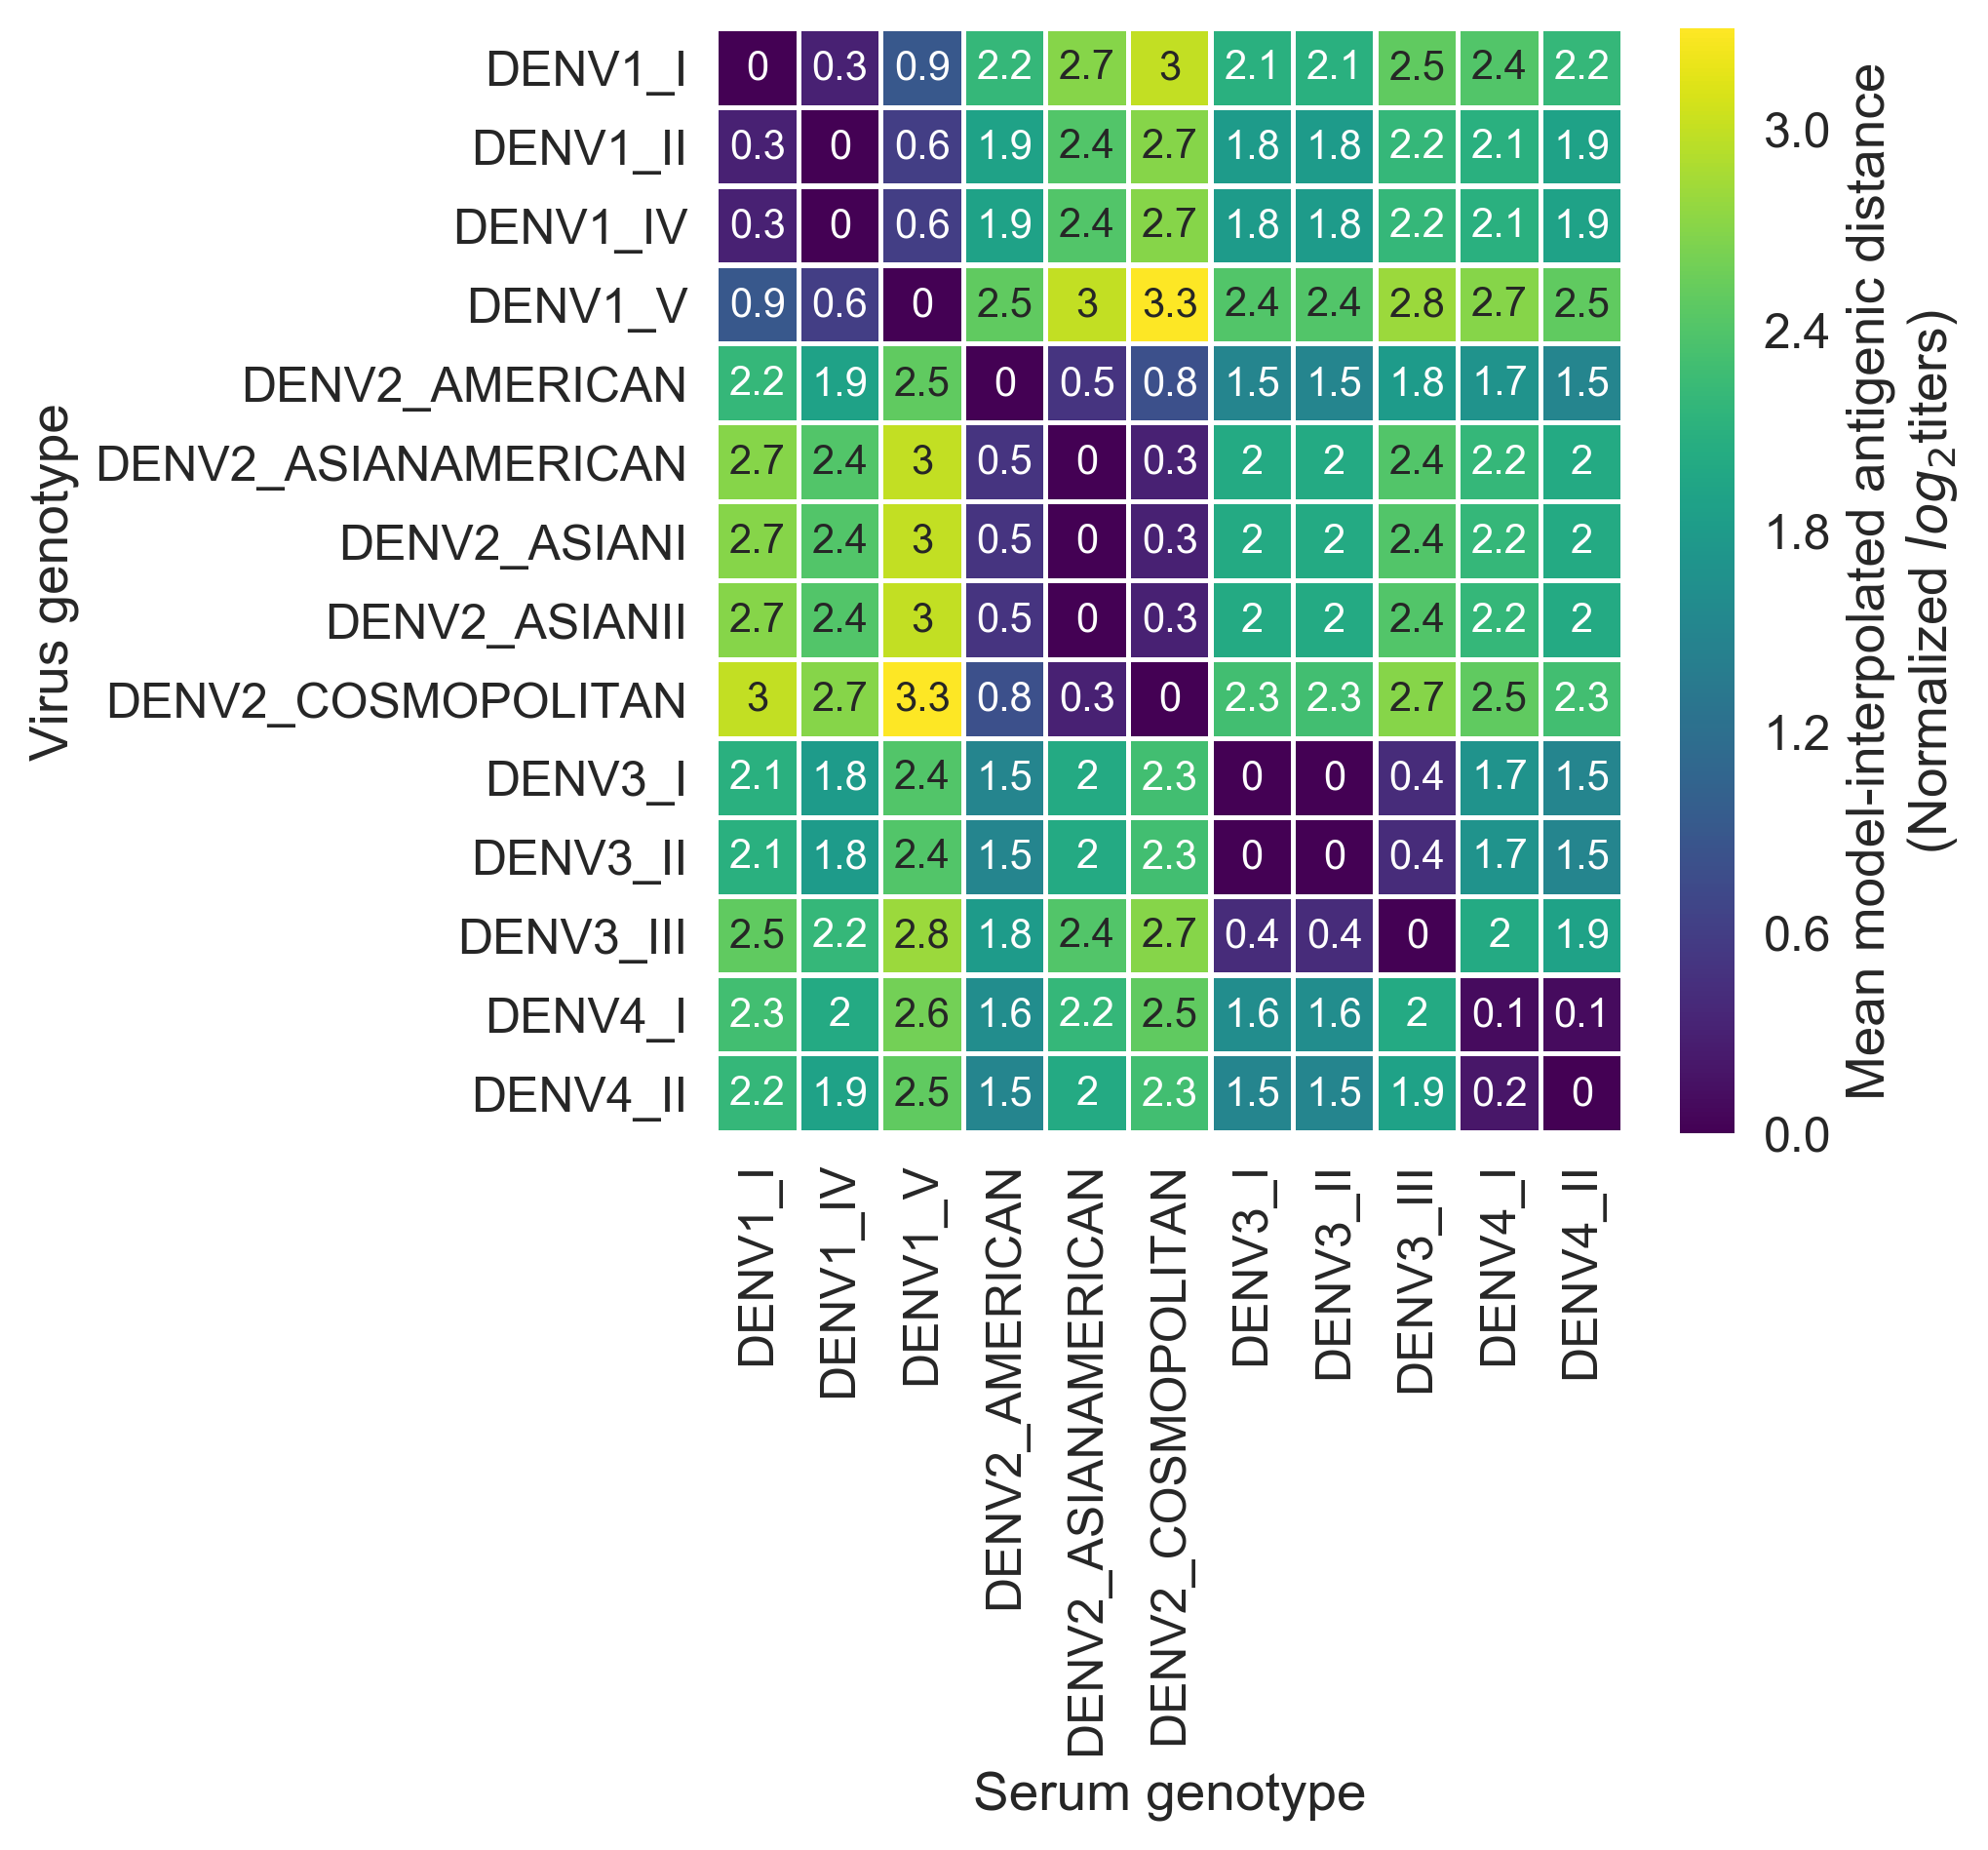 Virus genotype
DENV1_I 0 0.3 0.9 2.2 2.7 3 2.1 2.1 2.5 2.4 2.2
DENV1_II 0.3 0 0.6 1.9 2.4 2.7 1.8 1.8 2.2 2.1 1.9
DENV1_IV 0.3 0 0.6 1.9 2.4 2.7 1.8 1.8 2.2 2.1 1.9
DENV1_V 0.9 0.6 0 2.5 3 3.3 2.4 2.4 2.8 2.7 2.5
DENV2_AMERICAN 2.2 1.9 2.5 0 0.5 0.8 1.5 1.5 1.8 1.7 1.5
DENV2_ASIANAMERICAN 2.7 2.4 3 0.5 0 0.3 2 2 2.4 2.2 2
DENV2_ASIANI 2.7 2.4 3 0.5 0 0.3 2 2 2.4 2.2 2
DENV2_ASIANII 2.7 2.4 3 0.5 0 0.3 2 2 2.4 2.2 2
DENV2_COSMOPOLITAN 3 2.7 3.3 0.8 0.3 0 2.3 2.3 2.7 2.5 2.3
DENV3_I 2.1 1.8 2.4 1.5 2 2.3 0 0 0.4 1.7 1.5
DENV3_II 2.1 1.8 2.4 1.5 2 2.3 0 0 0.4 1.7 1.5
DENV3_III 2.5 2.2 2.8 1.8 2.4 2.7 0.4 0.4 0 2 1.9
DENV4_I 2.3 2 2.6 1.6 2.2 2.5 1.6 1.6 2 0.1 0.1
DENV4_II 2.2 1.9 2.5 1.5 2 2.3 1.5 1.5 1.9 0.2 0
DENV1_I
DENV1_IV
DENV1_V
DENV2_AMERICAN
DENV2_ASIANAMERICAN
DENV2_COSMOPOLITAN
DENV3_I
DENV3_II
DENV3_III
DENV4_I
DENV4_II
Serum genotype
3.0
2.4
1.8
1.2
0.6
0.0
Mean model-interpolated antigenic distance
(Normalized log₂titers)